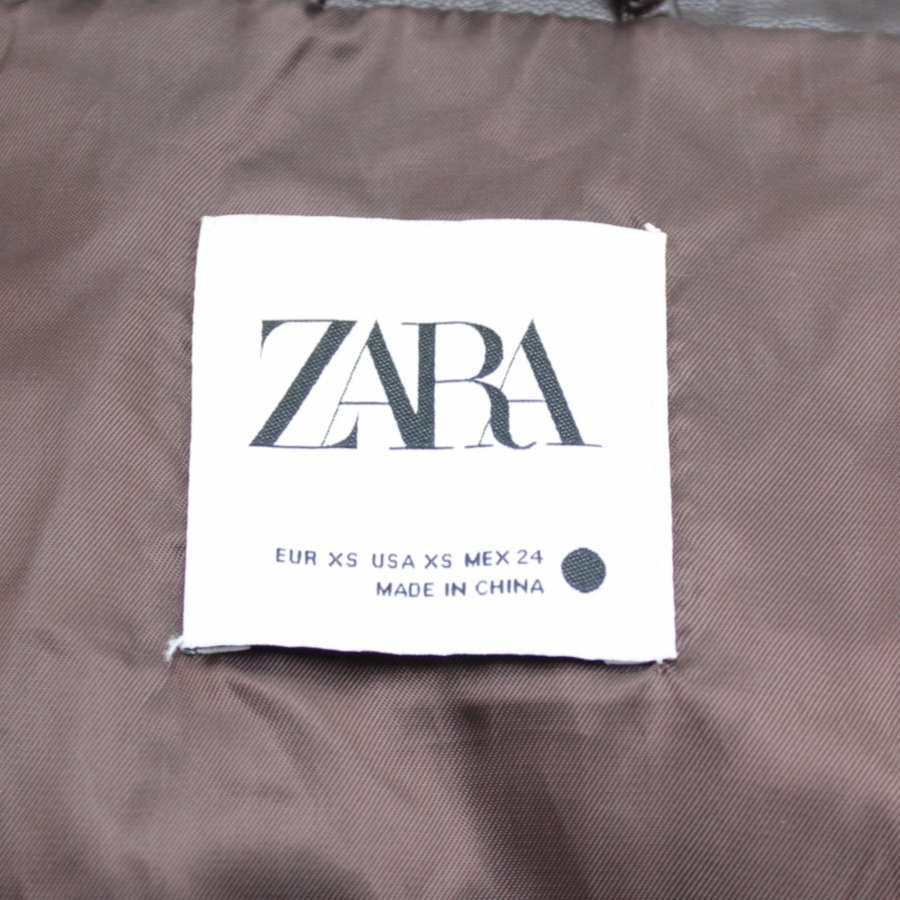 ZARA
EUR XS USA XS MEX 24
MADE IN CHINA